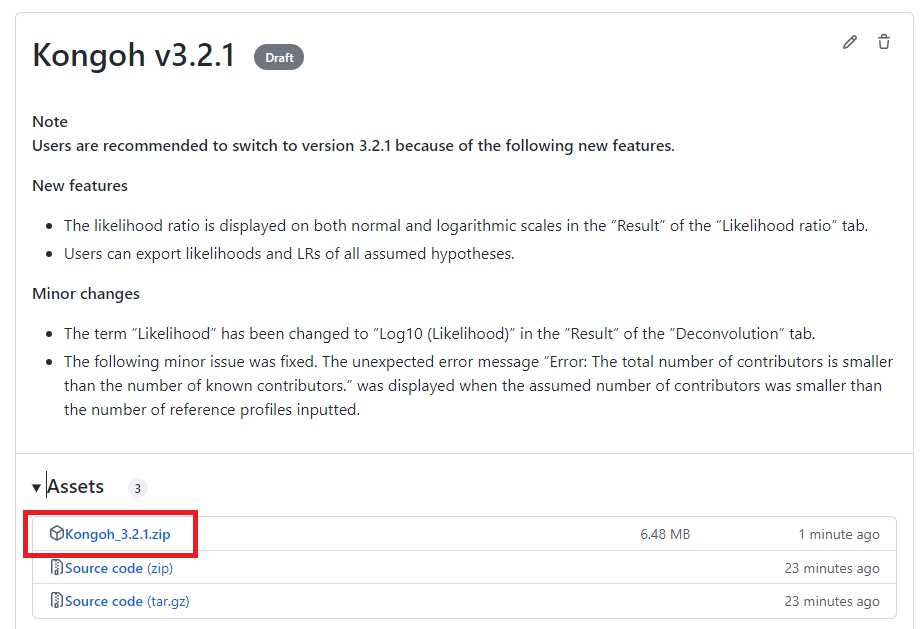 Kongoh v3.2.1 Draft
Note
Users are recommended to switch to version 3.2.1 because of the following new features.
New features
• The likelihood ratio is displayed on both normal and logarithmic scales in the “Result” of the “Likelihood ratio” tab.
• Users can export likelihoods and LRs of all assumed hypotheses.
Minor changes
• The term “Likelihood” has been changed to “Log10 (Likelihood)” in the “Result” of the “Deconvolution” tab.
• The following minor issue was fixed. The unexpected error message “Error: The total number of contributors is smaller
than the number of known contributors.” was displayed when the assumed number of contributors was smaller than
the number of reference profiles inputted.
Assets 3
Kongoh_3.2.1.zip 6.48 MB 1 minute ago
Source code (zip) 23 minutes ago
Source code (tar.gz) 23 minutes ago